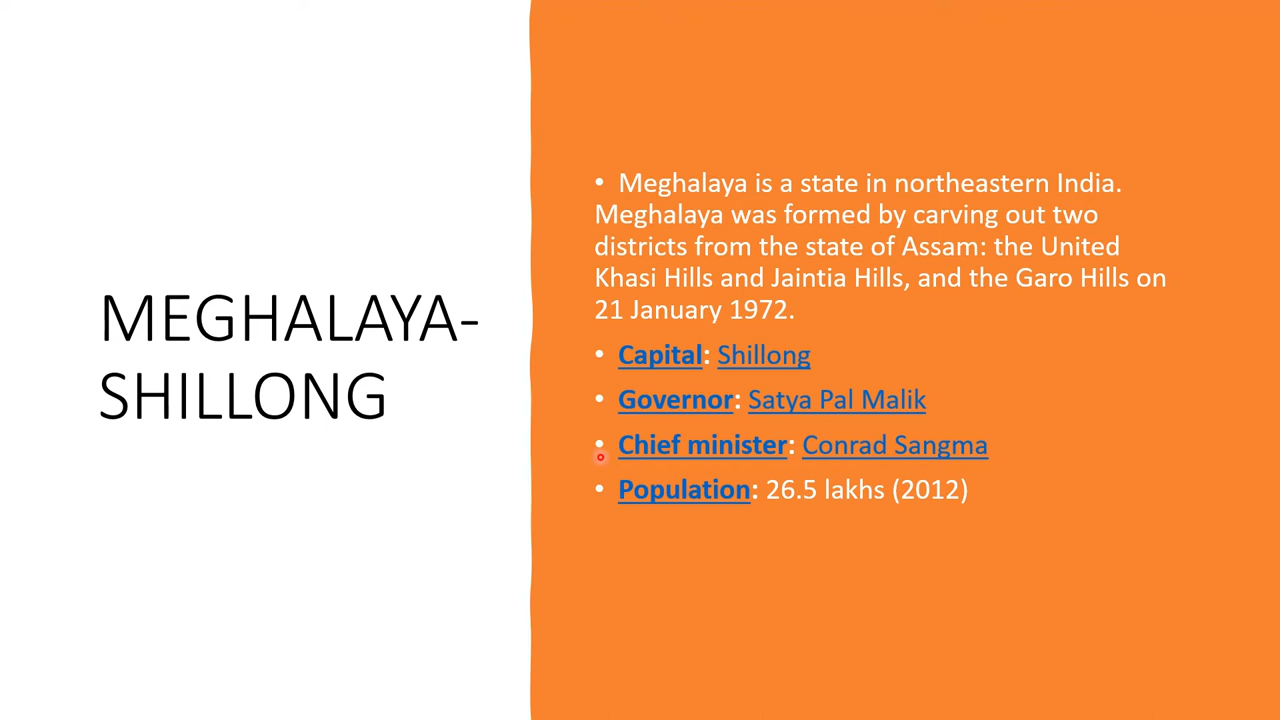 MEGHALAYA-
SHILLONG
• Meghalaya is a state in northeastern India.
Meghalaya was formed by carving out two
districts from the state of Assam: the United
Khasi Hills and Jaintia Hills, and the Garo Hills on
21 January 1972.
• Capital: Shillong
• Governor: Satya Pal Malik
• Chief minister: Conrad Sangma
• Population: 26.5 lakhs (2012)